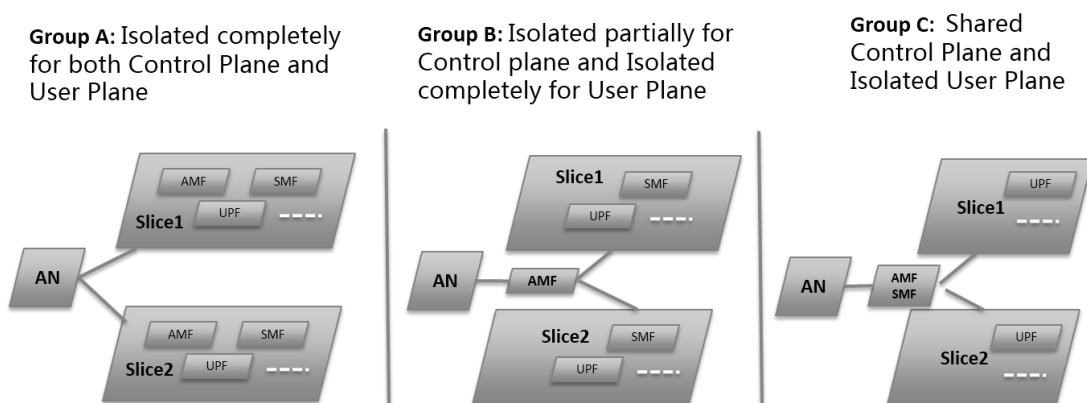 Group A: Isolated completely
for both Control Plane and
User Plane
AMF
SMF
UPF
Slice1
AN
AMF
SMF
UPF
Slice2
Group B: Isolated partially for
Control plane and Isolated
completely for User Plane
Slice1
SMF
UPF
AN
AMF
Slice2
SMF
UPF
Group C: Shared
Control Plane and
Isolated User Plane
UPF
Slice1
AN
AMF
SMF
UPF
Slice2